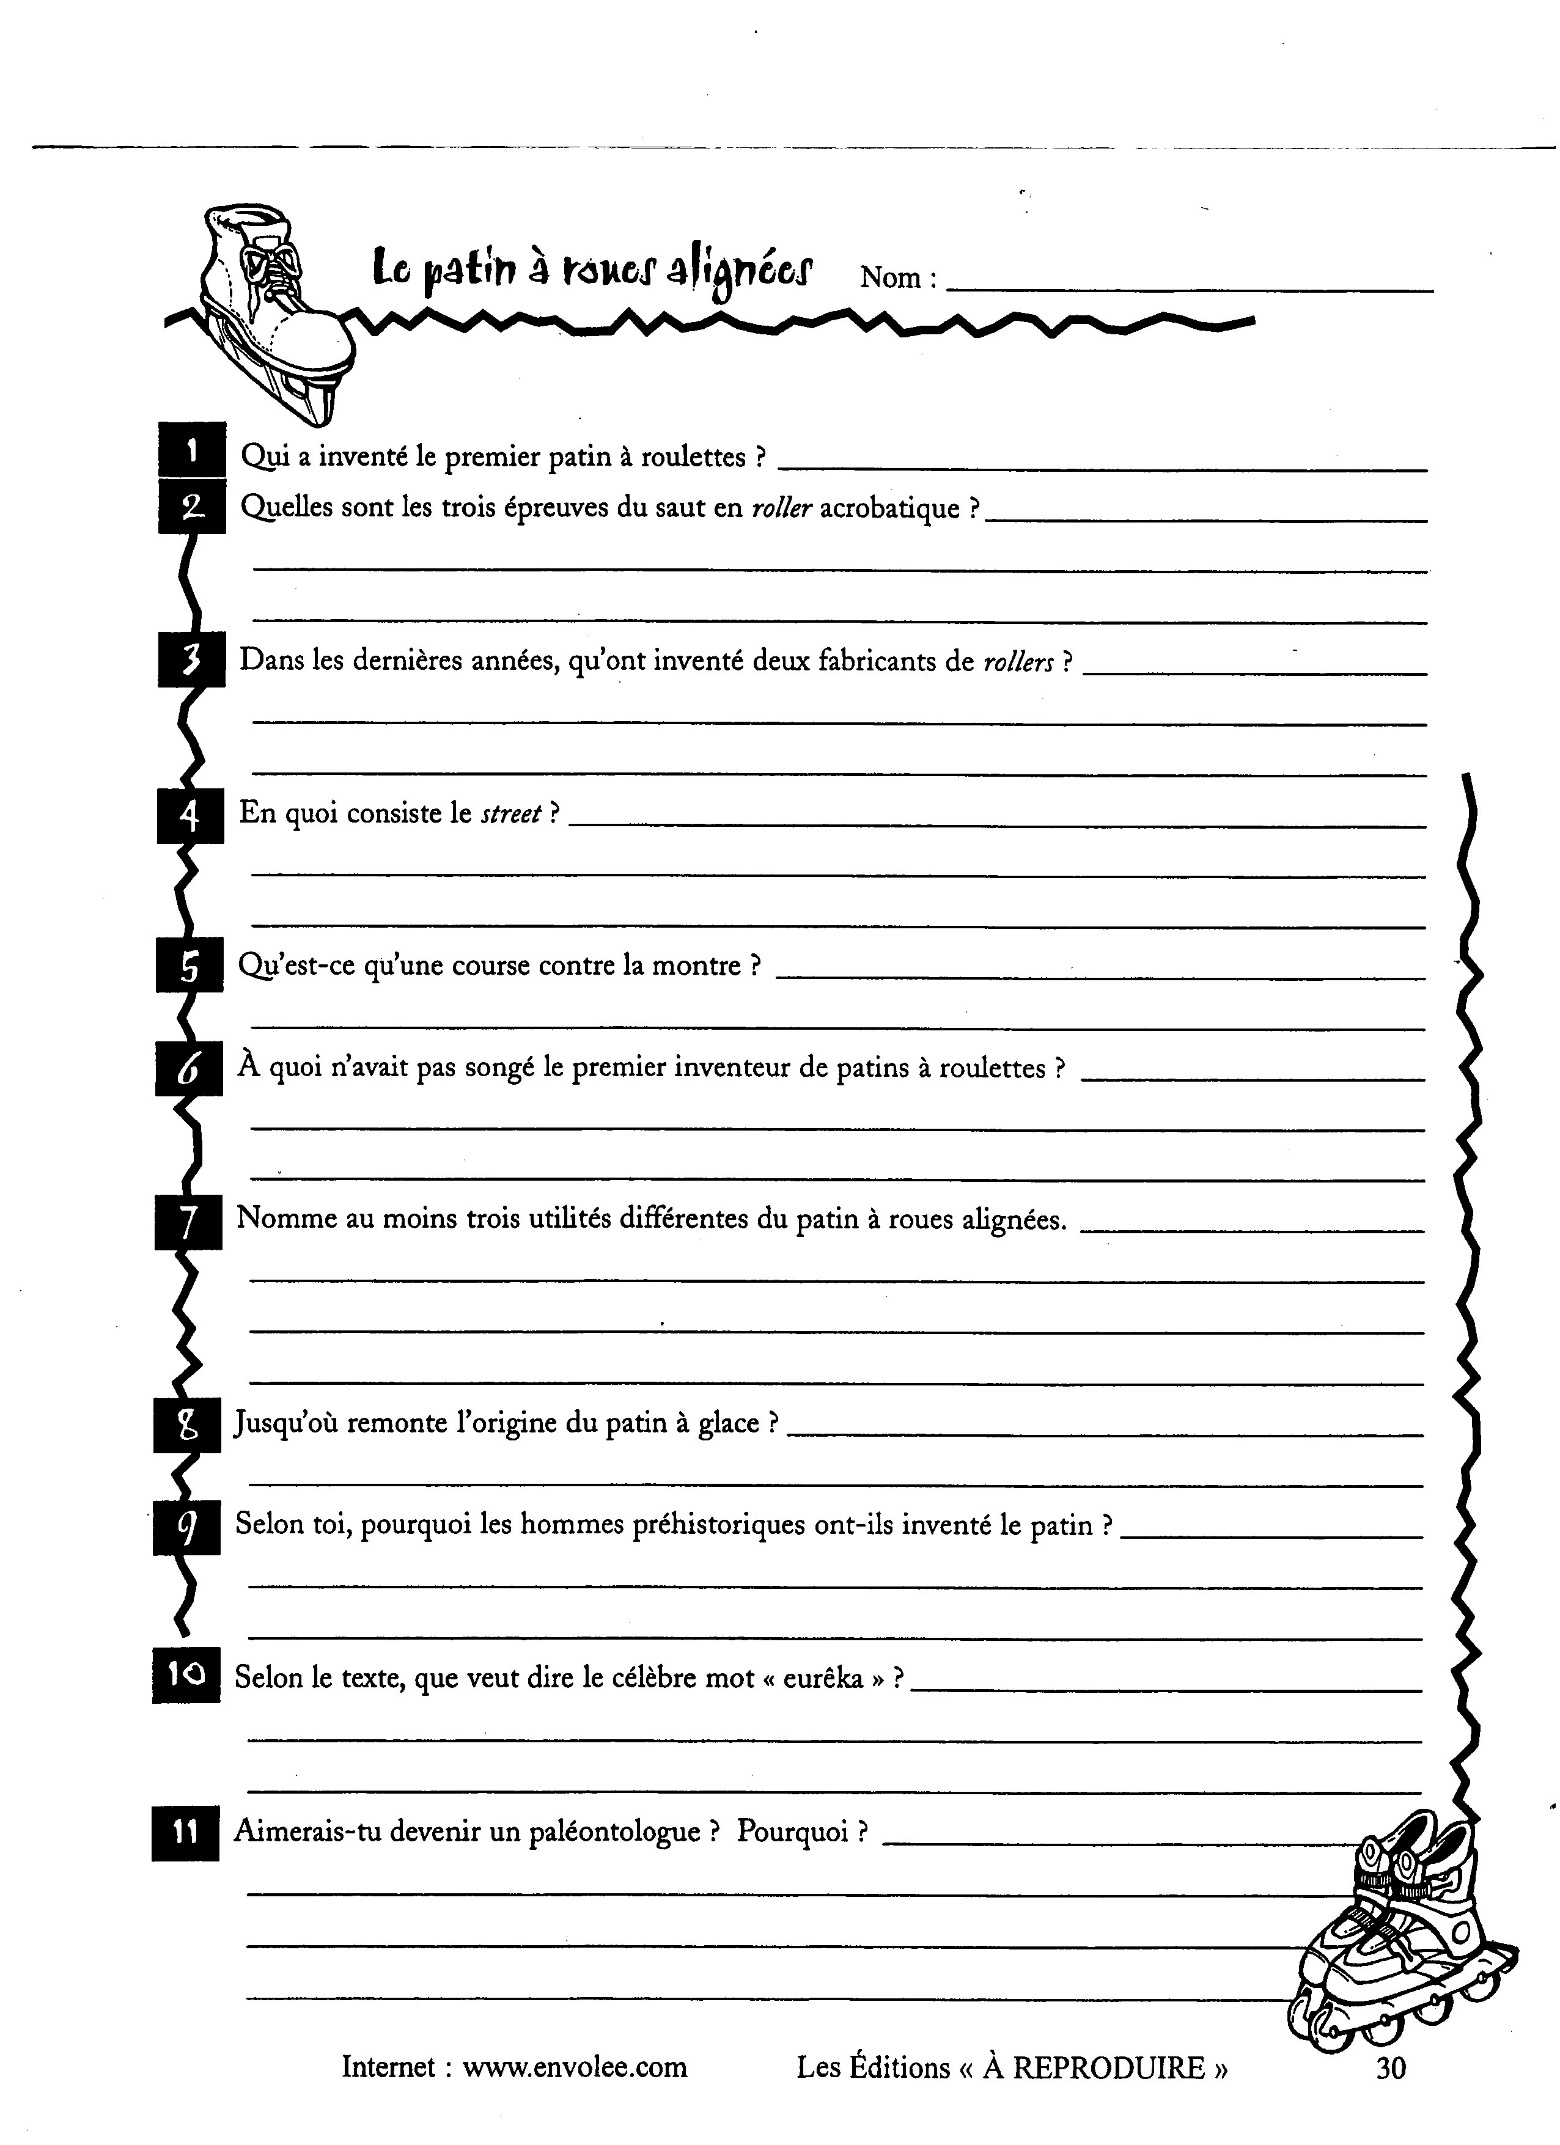 Le patin à roues alignées Nom :
1 Qui a inventé le premier patin à roulettes ?
2 Quelles sont les trois épreuves du saut en roller acrobatique ?
3 Dans les dernières années, qu'ont inventé deux fabricants de rollers ?
4 En quoi consiste le street ?
5 Qu'est-ce qu'une course contre la montre ?
6 À quoi n'avait pas songé le premier inventeur de patins à roulettes ?
7 Nomme au moins trois utilités différentes du patin à roues alignées.
8 Jusqu'où remonte l'origine du patin à glace ?
9 Selon toi, pourquoi les hommes préhistoriques ont-ils inventé le patin ?
10 Selon le texte, que veut dire le célèbre mot « eurêka » ?
11 Aimerais-tu devenir un paléontologue ? Pourquoi ?
Internet : www.envolee.com Les Éditions « À REPRODUIRE » 30